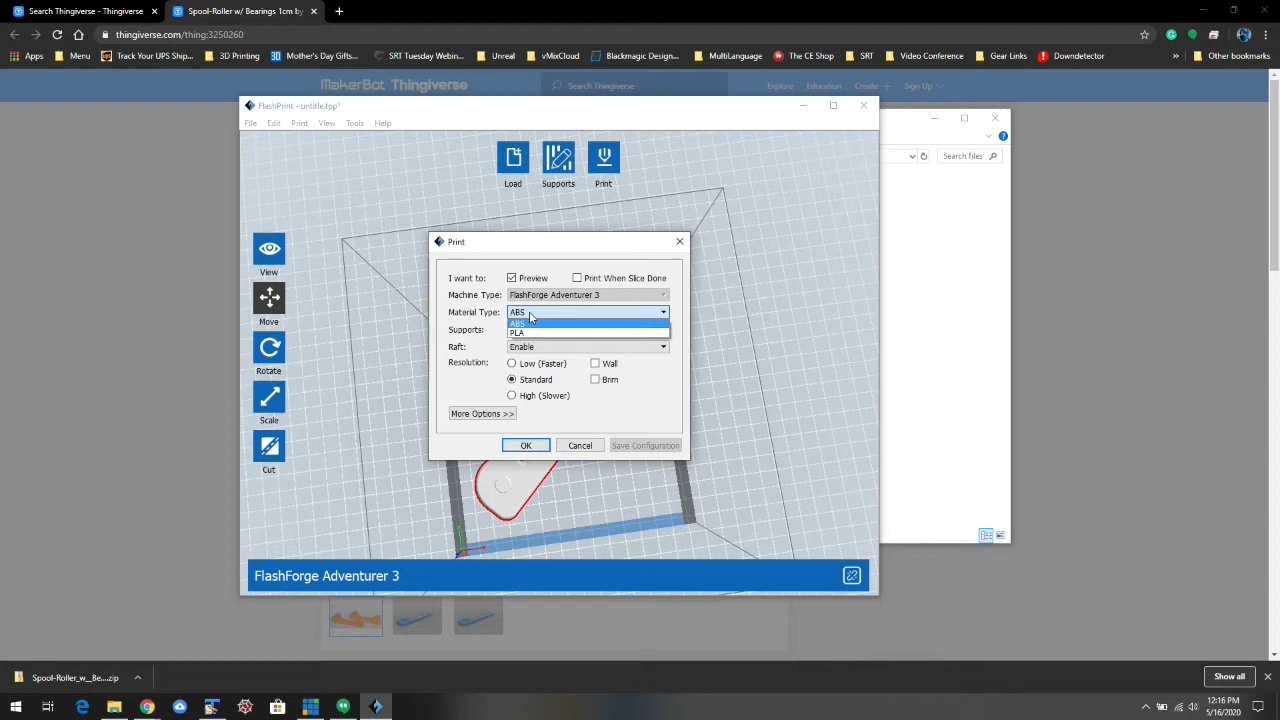 Search Thingiverse - Thingiverse
Spool-Roller w/ Bearings 1cm by
thingiverse.com/thing:3250260
Apps
Menu
Track Your UPS Ship...
3D Printing
Mother's Day Gifts...
SRT Tuesday Webin...
Unreal
vMixCloud
Blackmagic Design...
MultiLanguage
The CE Shop
SRT
Video Conference
Gear Links
Downdetector
»
Other bookmarks
MakerBot Thingiverse
Search Thingiverse
Explore
Education
Create
Sign Up
FlashPrint - untitle.fpp*
File Edit Print View Tools Help
Search files
Load
Supports
Print
View
Move
Rotate
Scale
Cut
Print
I want to:
Preview
Print When Slice Done
Machine Type:
FlashForge Adventurer 3
Material Type:
ABS
ABS
PLA
Supports:
Raft:
Enable
Resolution:
Low (Faster)
Wall
Standard
Brim
High (Slower)
More Options >>
OK
Cancel
Save Configuration
FlashForge Adventurer 3
Spool-Roller_w__Be....zip
Show all
12:16 PM
5/16/2020